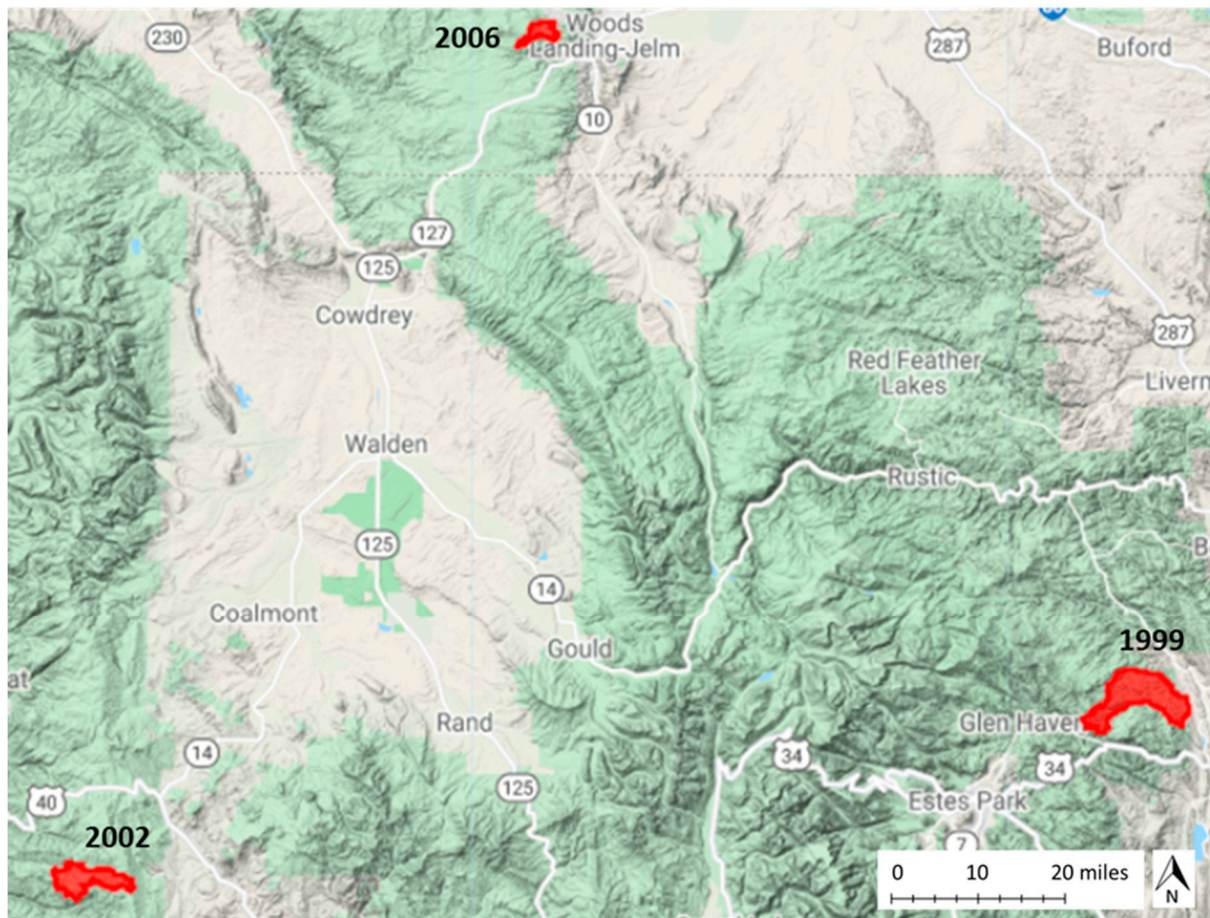 230
2006
Woods
Landing-Jelm
287
Buford
10
127
125
Cowdrey
287
Red Feather
Lakes
Liverm
Walden
Rustic
125
14
Coalmont
Gould
1999
at
Rand
Glen Haven
14
34
34
125
40
Estes Park
2002
7
0 10 20 miles
N